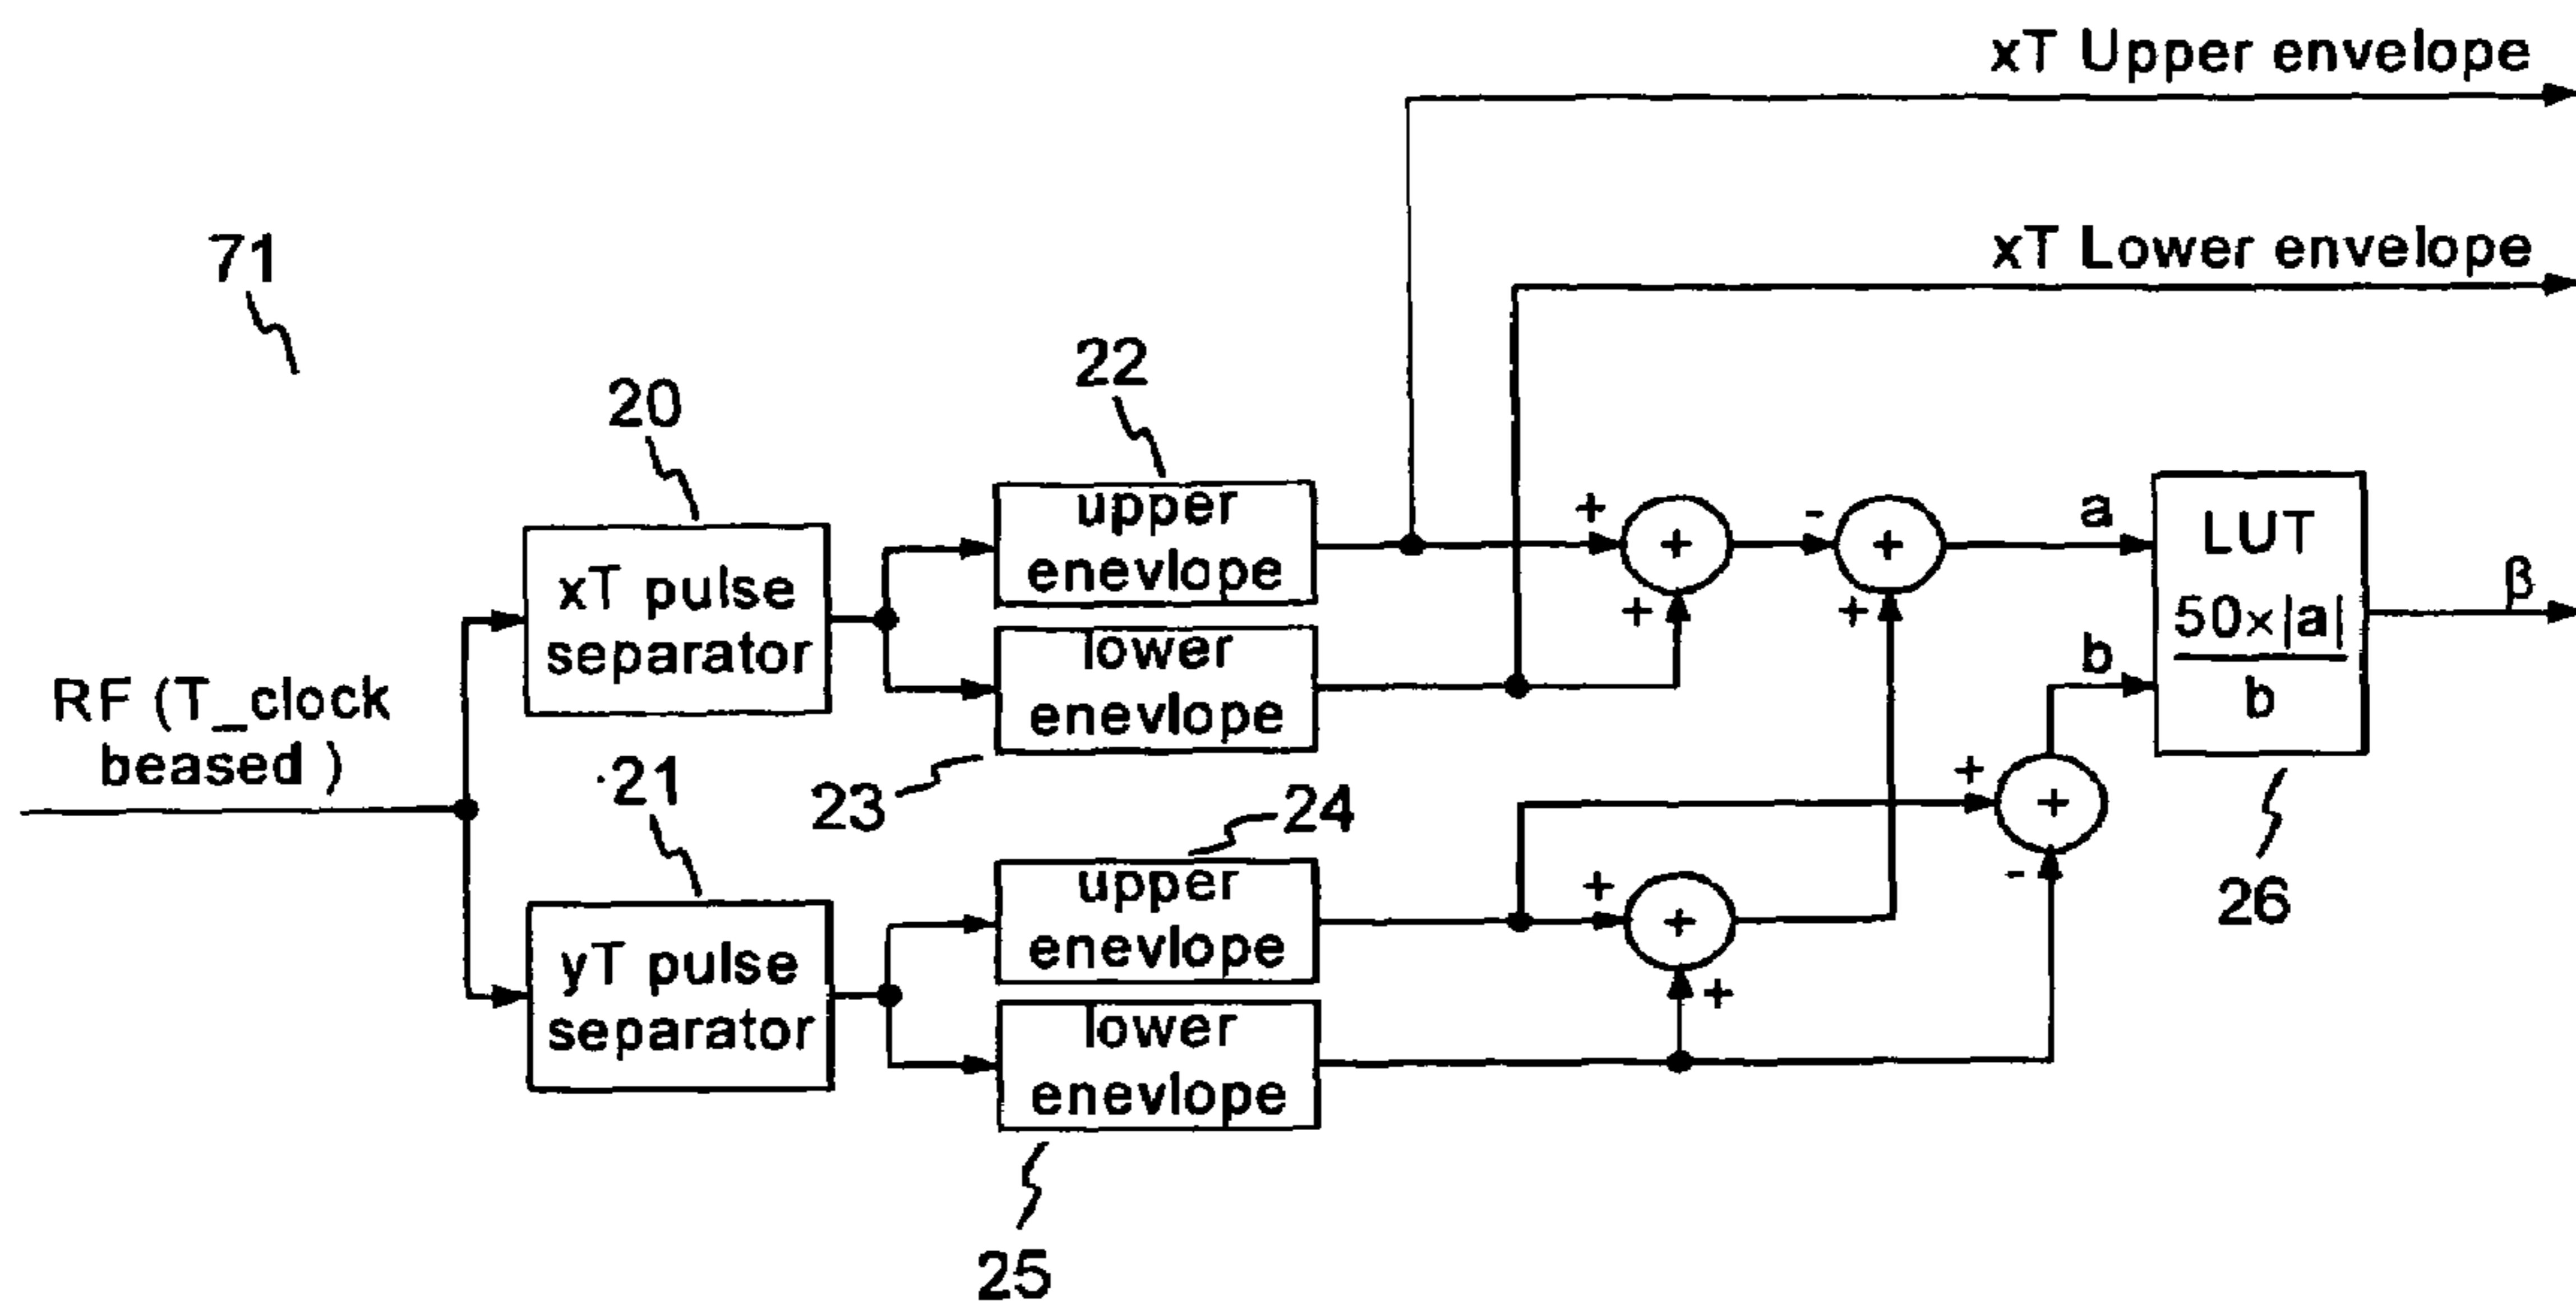 xT Upper envelope
xT Lower envelope
71
20
22
xT pulse
separator
upper
enevlope
lower
enevlope
23
+
+
+
-
+
+
a
b
LUT
50×|a|
b
β
26
RF (T_clock
beased )
21
24
yT pulse
separator
upper
enevlope
lower
enevlope
25
+
+
+
+
+
-